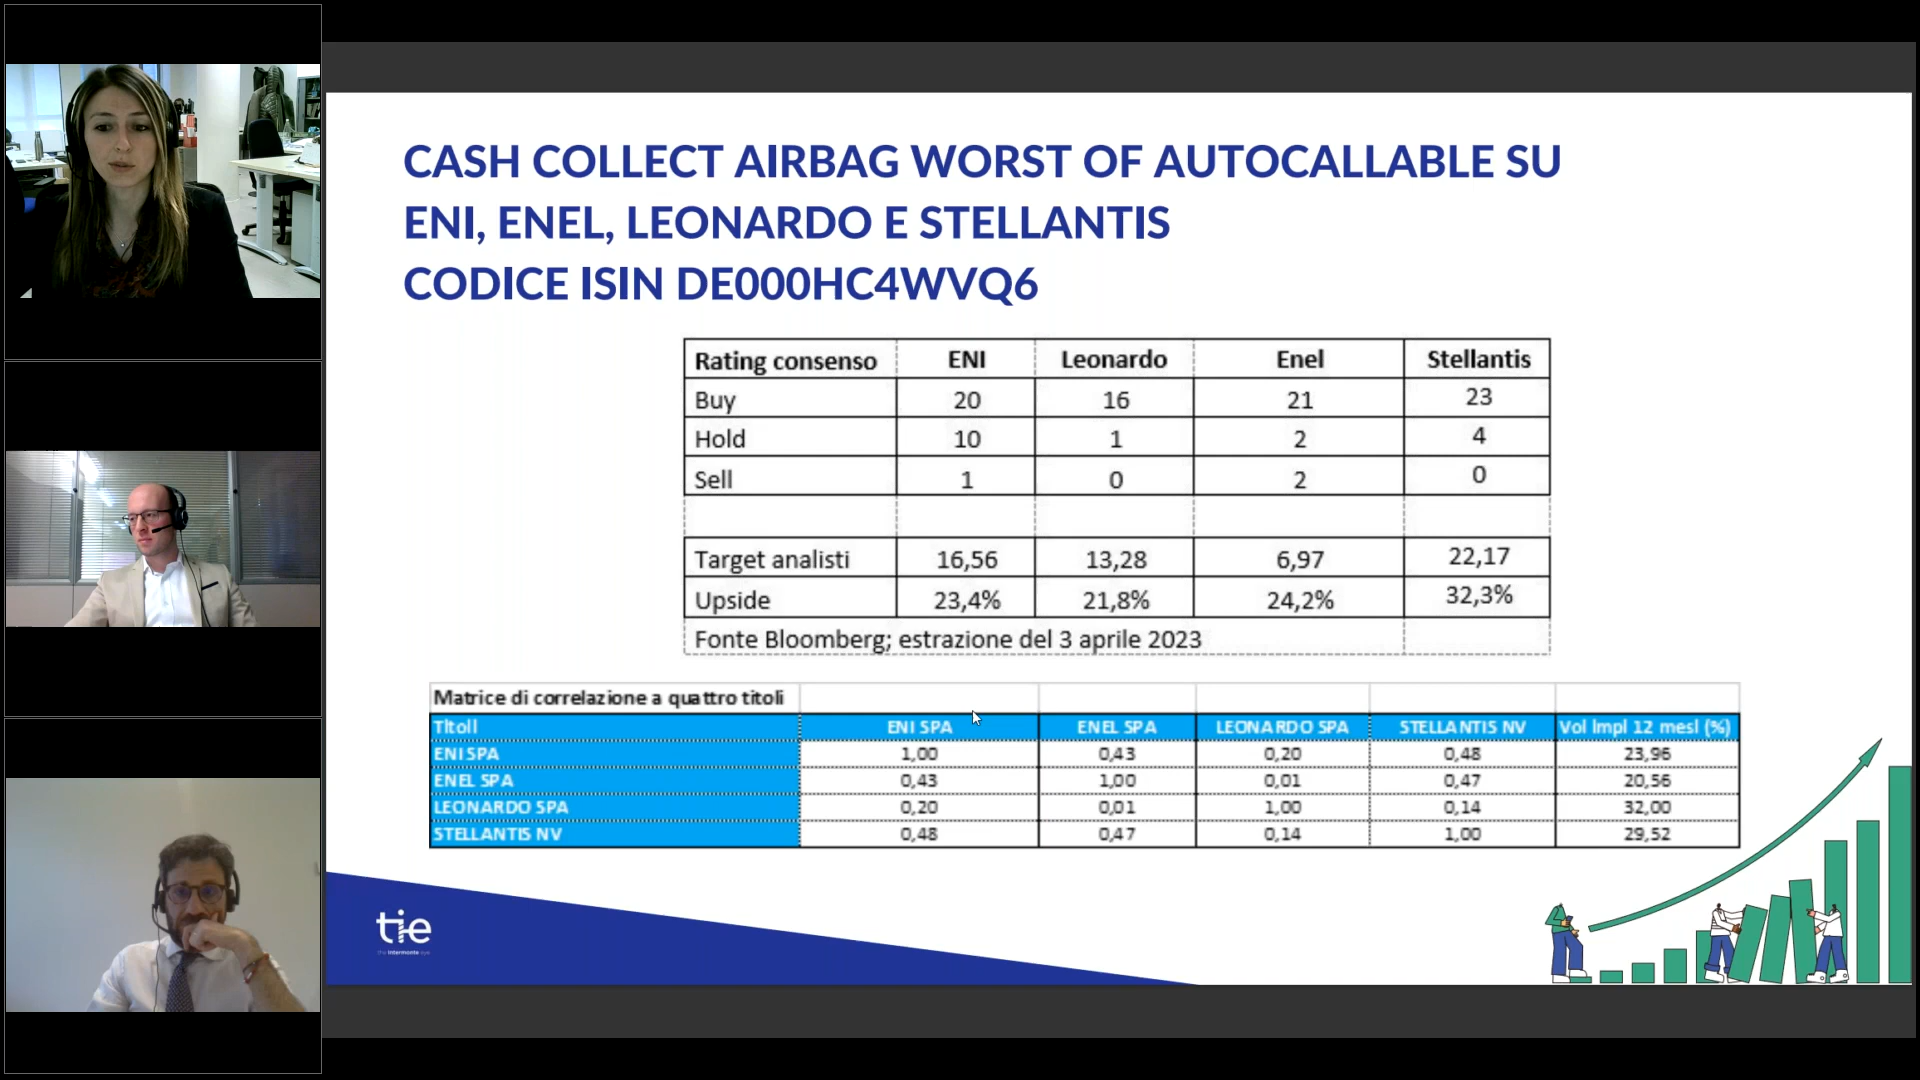 CASH COLLECT AIRBAG WORST OF AUTOCALLABLE SU
ENI, ENEL, LEONARDO E STELLANTIS
CODICE ISIN DE000HC4WVQ6
Rating consenso ENI Leonardo Enel Stellantis
Buy 20 16 21 23
Hold 10 1 2 4
Sell 1 0 2 0
Target analisti 16,56 13,28 6,97 22,17
Upside 23,4% 21,8% 24,2% 32,3%
Fonte Bloomberg; estrazione del 3 aprile 2023
Matrice di correlazione a quattro titoli
Titoli ENI SPA ENEL SPA LEONARDO SPA STELLANTIS NV Vol Impl 12 mesi (%)
ENI SPA 1,00 0,43 0,20 0,48 23,96
ENEL SPA 0,43 1,00 0,01 0,47 20,56
LEONARDO SPA 0,20 0,01 1,00 0,14 32,00
STELLANTIS NV 0,48 0,47 0,14 1,00 29,52
tie
the intermonte eye